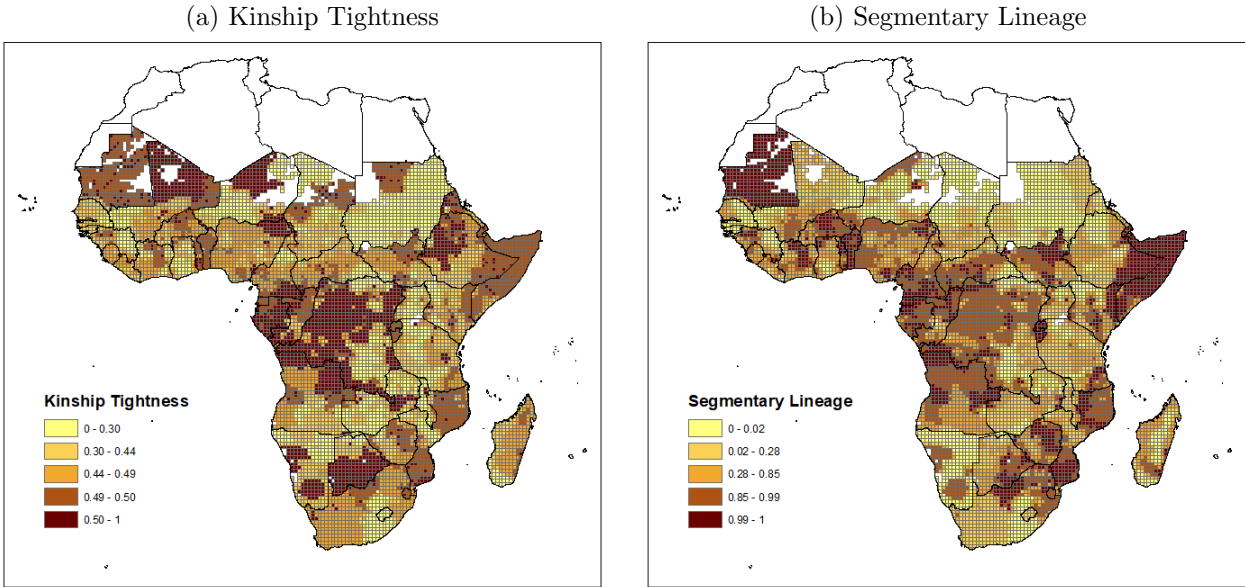 (a) Kinship Tightness
(b) Segmentary Lineage
Kinship Tightness
0 - 0.30
0.30 - 0.44
0.44 - 0.49
0.49 - 0.50
0.50 - 1
Segmentary Lineage
0 - 0.02
0.02 - 0.28
0.28 - 0.85
0.85 - 0.99
0.99 - 1